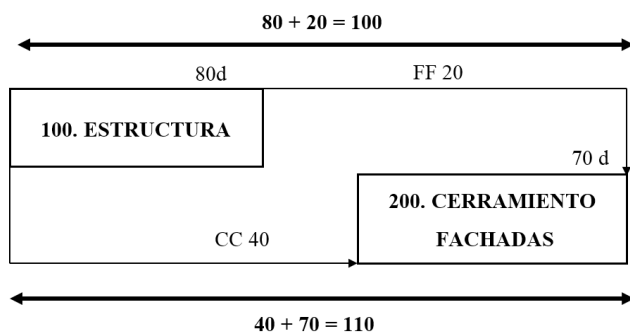 80 + 20 = 100
80d
FF 20
100. ESTRUCTURA
70 d
200. CERRAMIENTO
FACHADAS
CC 40
40 + 70 = 110